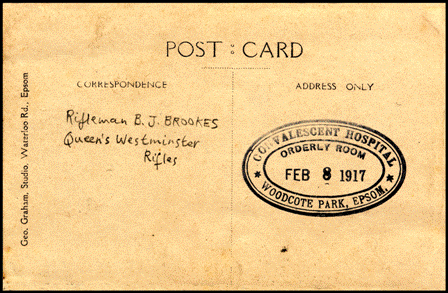 POST CARD
CORRESPONDENCE
ADDRESS ONLY
Geo. Graham, Studio, Waterloo Rd., Epsom
Rifleman B. J. BROOKES
Queen's Westminster
Rifles
CONVALESCENT HOSPITAL
ORDERLY ROOM
FEB 8 1917
WOODCOTE PARK, EPSOM.